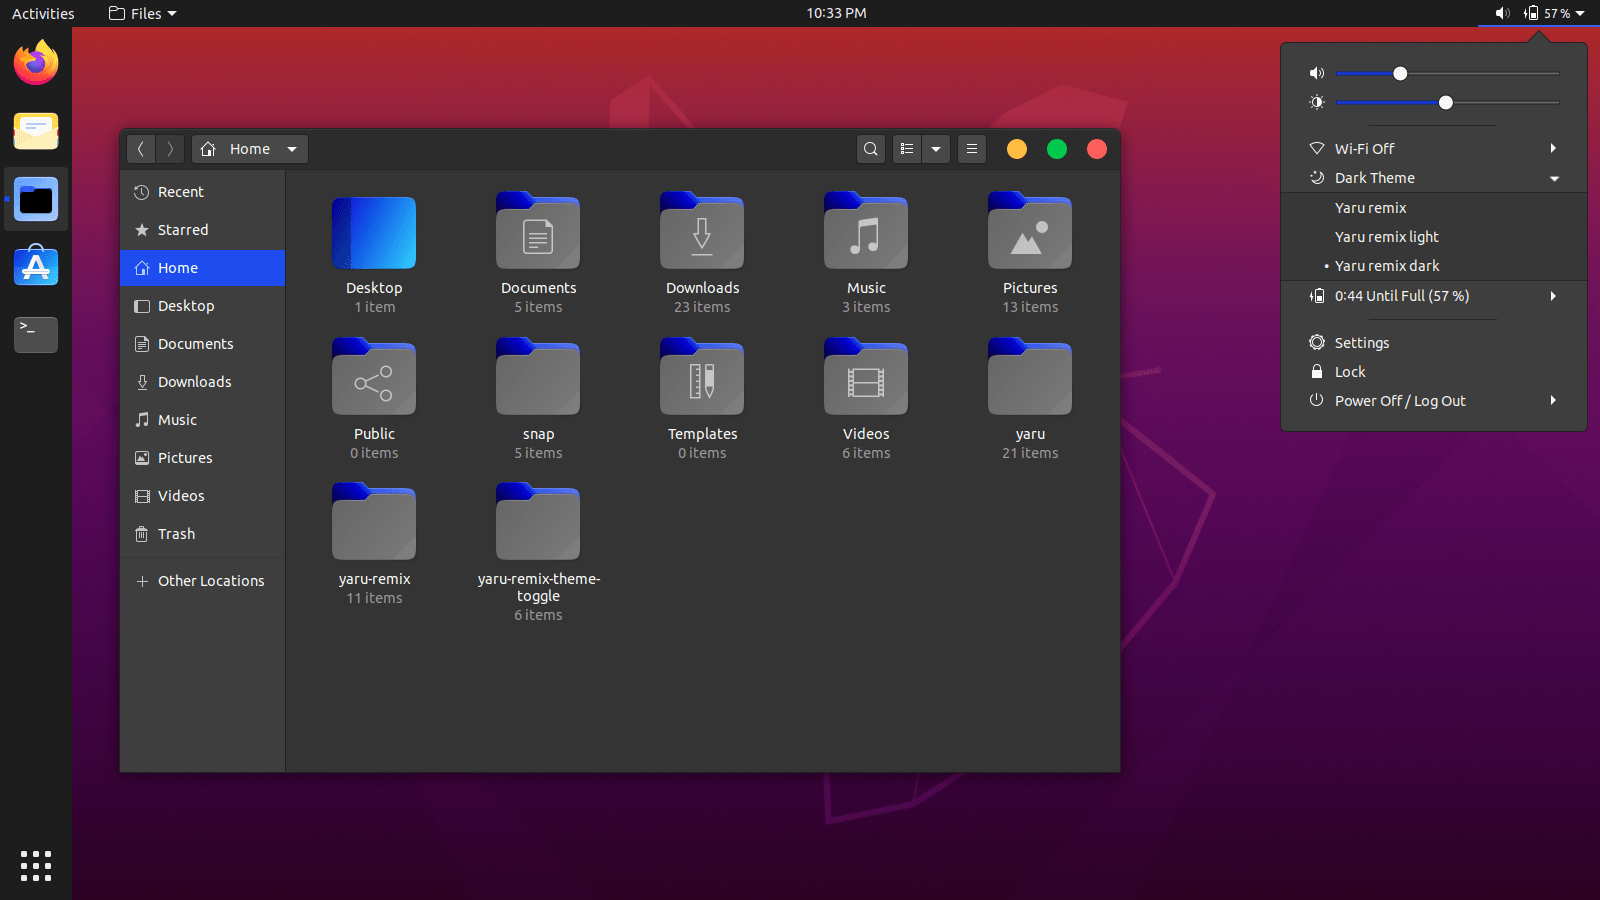 Activities
Files
10:33 PM
57 %
Home
Recent
Starred
Home
Desktop
Documents
Downloads
Music
Pictures
Videos
Trash
Other Locations
Desktop
1 item
Documents
5 items
Downloads
23 items
Music
3 items
Pictures
13 items
Public
0 items
snap
5 items
Templates
0 items
Videos
6 items
yaru
21 items
yaru-remix
11 items
yaru-remix-theme-
toggle
6 items
Wi-Fi Off
Dark Theme
Yaru remix
Yaru remix light
• Yaru remix dark
0:44 Until Full (57 %)
Settings
Lock
Power Off / Log Out
>_